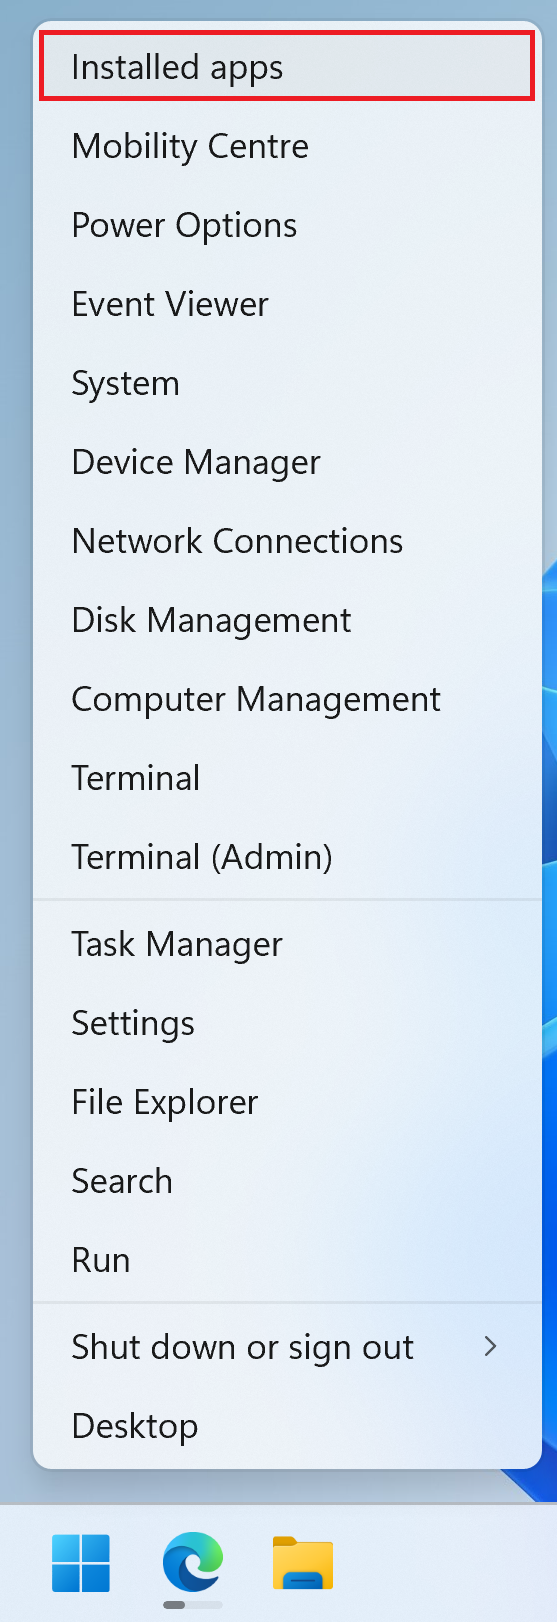 Installed apps
Mobility Centre
Power Options
Event Viewer
System
Device Manager
Network Connections
Disk Management
Computer Management
Terminal
Terminal (Admin)
Task Manager
Settings
File Explorer
Search
Run
Shut down or sign out
Desktop